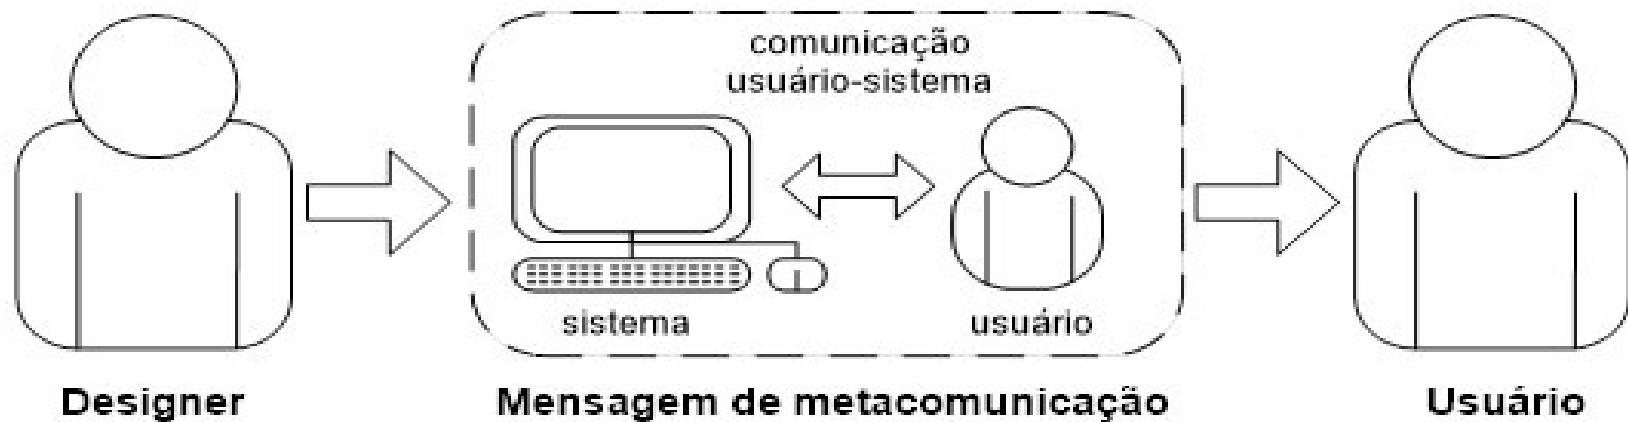 comunicação
usuário-sistema
sistema
usuário
Designer
Mensagem de metacomunicação
Usuário